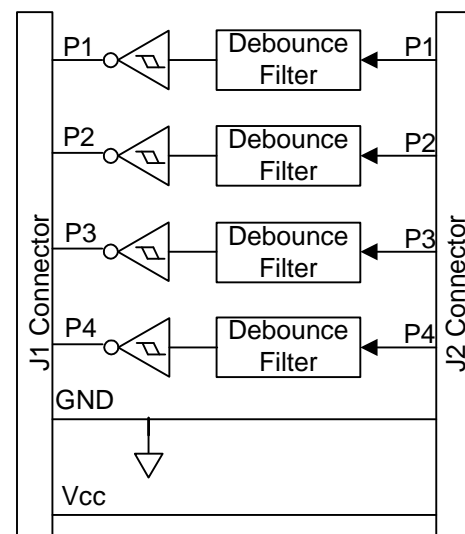 P1
Debounce
Filter
P1
P2
Debounce
Filter
P2
P3
Debounce
Filter
P3
P4
Debounce
Filter
P4
GND
Vcc
J1 Connector
J2 Connector